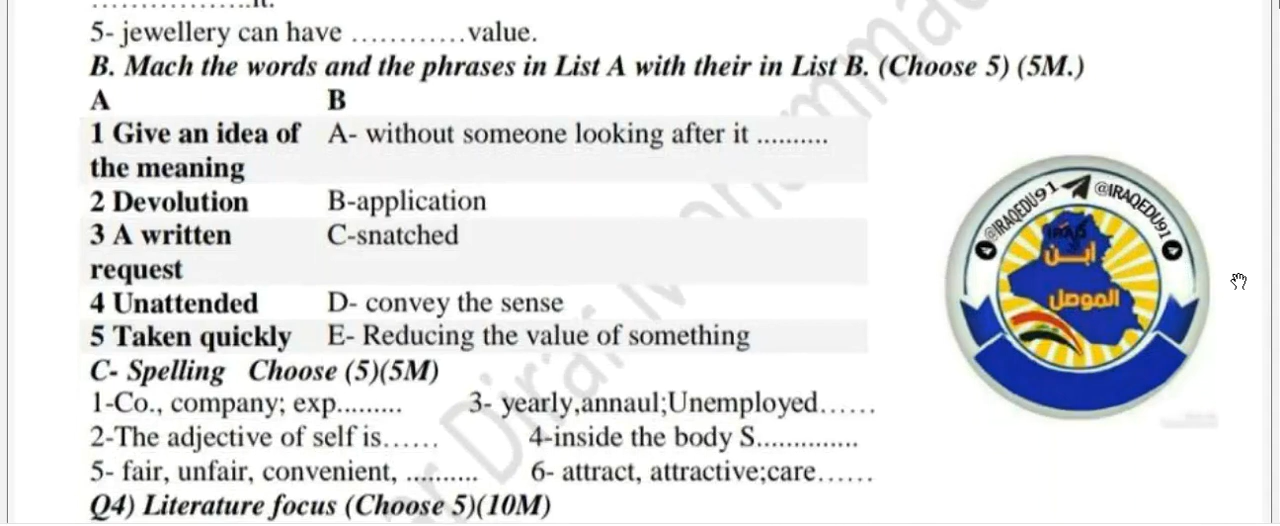 ..................it.
5- jewellery can have ............value.
B. Mach the words and the phrases in List A with their in List B. (Choose 5) (5M.)
A B
1 Give an idea of A- without someone looking after it ..........
the meaning
2 Devolution B-application
3 A written C-snatched
request
4 Unattended D- convey the sense
5 Taken quickly E- Reducing the value of something
C- Spelling Choose (5)(5M)
1-Co., company; exp......... 3- yearly,annaul;Unemployed......
2-The adjective of self is...... 4-inside the body S..............
5- fair, unfair, convenient, .......... 6- attract, attractive;care......
Q4) Literature focus (Choose 5)(10M)
@IRAQEDU91 @IRAQEDU91
IRAQ
ابن
الموصل